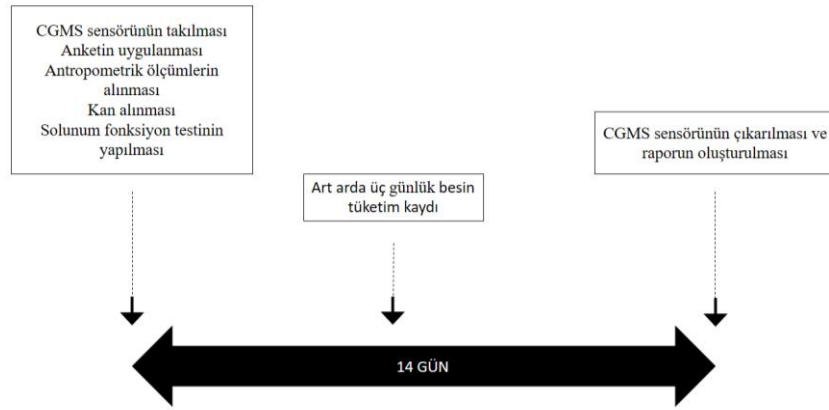 CGMS sensörünün takılması
Anketin uygulanması
Antropometrik ölçümlerin
alınması
Kan alınması
Solunum fonksiyon testinin
yapılması
Art arda üç günlük besin
tüketim kaydı
CGMS sensörünün çıkarılması ve
raporun oluşturulması
14 GÜN